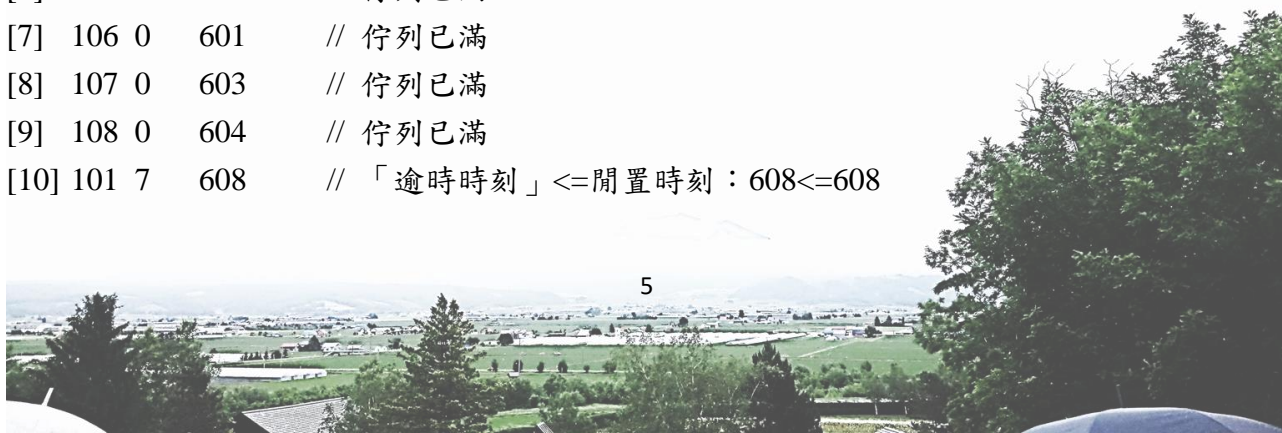 [7] 106 0 601 // 佇列已滿
[8] 107 0 603 // 佇列已滿
[9] 108 0 604 // 佇列已滿
[10] 101 7 608 // 「逾時時刻」<=閒置時刻：608<=608
5